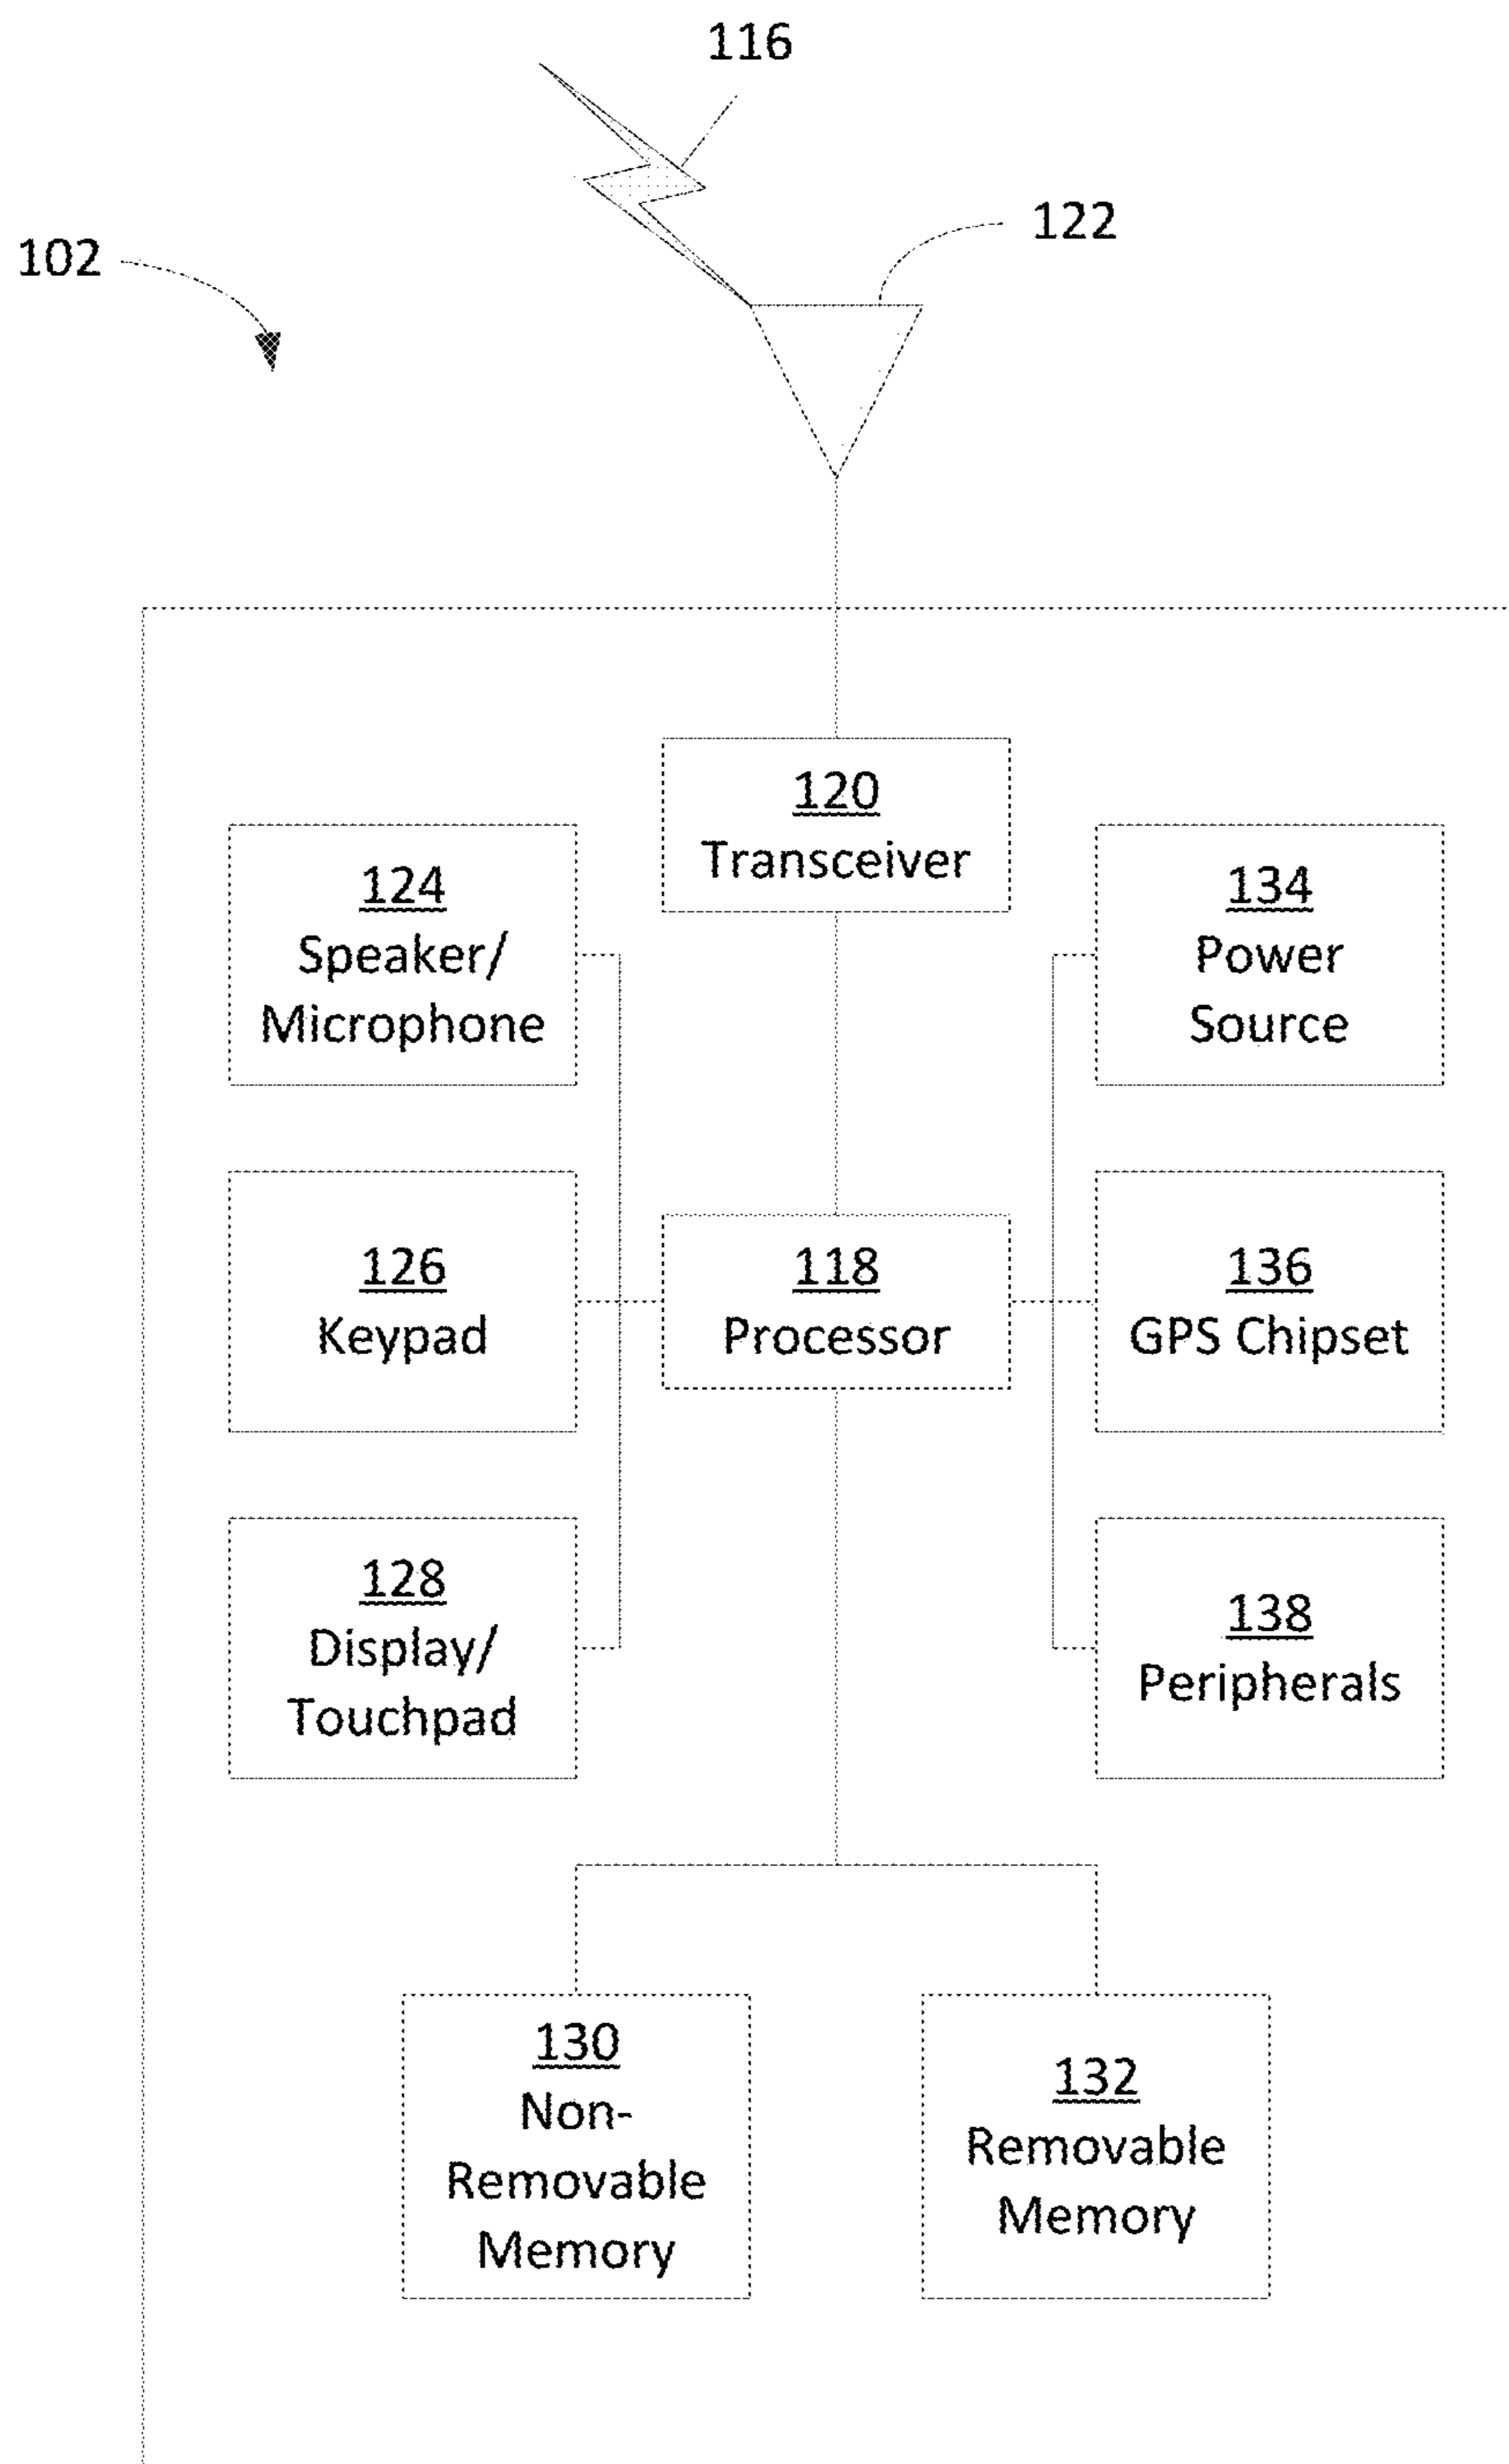 116
122
102
120
Transceiver
124
Speaker/
Microphone
134
Power
Source
126
Keypad
118
Processor
136
GPS Chipset
128
Display/
Touchpad
138
Peripherals
130
Non-
Removable
Memory
132
Removable
Memory